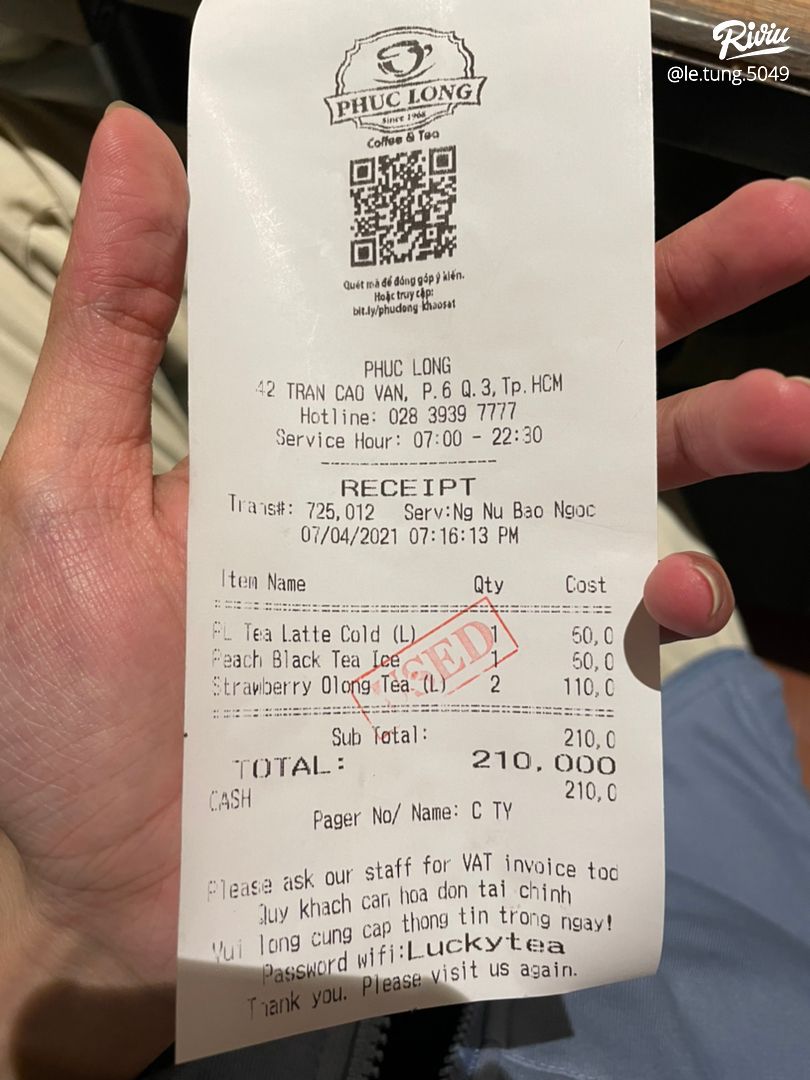 Riviu
@le.tung.5049
PHUC LONG
Since 1968
Coffee & Tea
Quét mã để đóng góp ý kiến.
Hoặc truy cập:
bit.ly/phuclong khaosat
PHUC LONG
42 TRAN CAO VAN, P.6 Q.3, Tp.HCM
Hotline: 028 3939 7777
Service Hour: 07:00 - 22:30
RECEIPT
Trans#: 725,012 Serv:Ng Nu Bao Ngoc
07/04/2021 07:16:13 PM
Item Name Qty Cost
PL Tea Latte Cold (L) 1 50,0
Peach Black Tea Ice 1 50,0
Strawberry Olong Tea (L) 2 110,0
USED
Sub Total: 210,0
TOTAL: 210,000
CASH 210,0
Pager No/ Name: C TY
Please ask our staff for VAT invoice tod
Quy khach can hoa don tai chinh
Vui long cung cap thong tin trong ngay!
Password wifi:Luckytea
Thank you. Please visit us again.